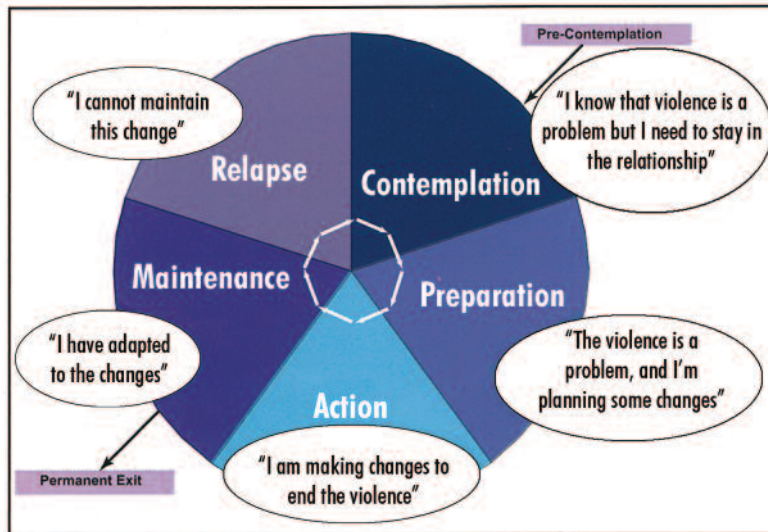 Pre-Contemplation
"I know that violence is a
problem but I need to stay in
the relationship"
Contemplation
Preparation
"The violence is a
problem, and I'm
planning some changes"
Action
"I am making changes to
end the violence"
Maintenance
"I have adapted
to the changes"
Permanent Exit
Relapse
"I cannot maintain
this change"